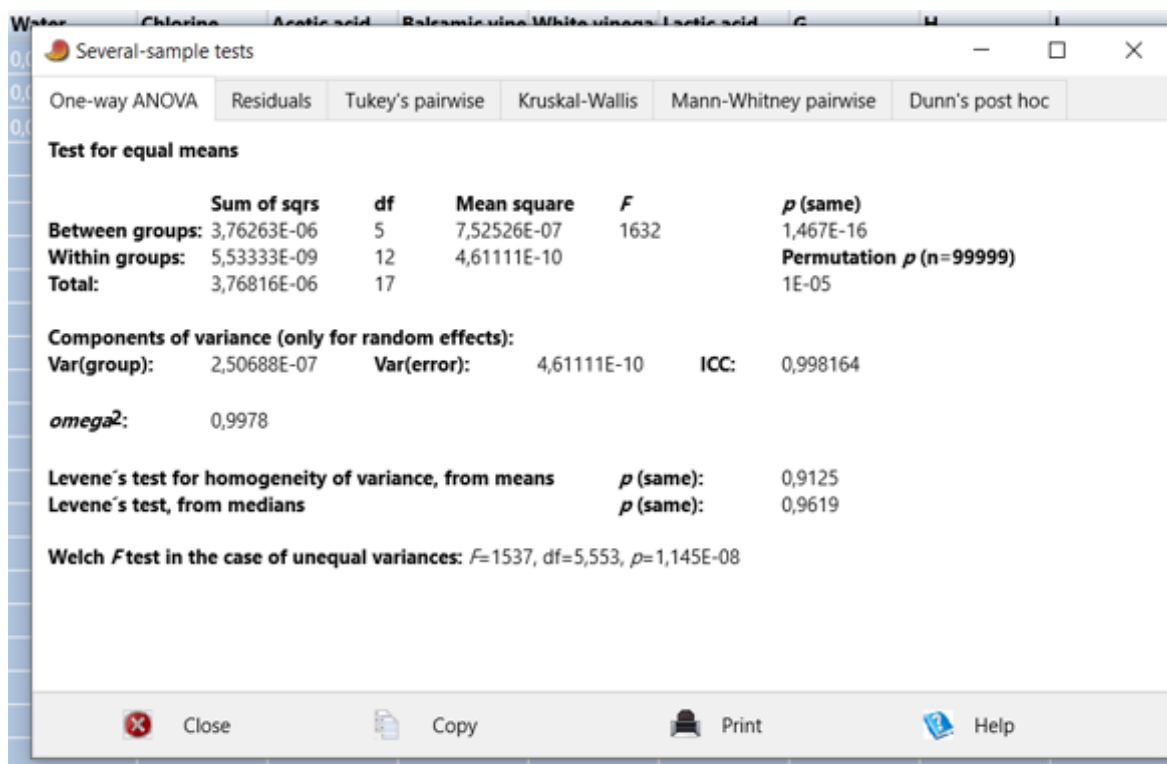 Water Chlorine Acetic acid Balsamic vine White vinega Lactic acid G H I
Several-sample tests
One-way ANOVA Residuals Tukey's pairwise Kruskal-Wallis Mann-Whitney pairwise Dunn's post hoc
Test for equal means
Sum of sqrs df Mean square F p (same)
Between groups: 3,76263E-06 5 7,52526E-07 1632 1,467E-16
Within groups: 5,53333E-09 12 4,61111E-10 Permutation p (n=99999)
Total: 3,76816E-06 17 1E-05
Components of variance (only for random effects):
Var(group): 2,50688E-07 Var(error): 4,61111E-10 ICC: 0,998164
omega2: 0,9978
Levene´s test for homogeneity of variance, from means p (same): 0,9125
Levene´s test, from medians p (same): 0,9619
Welch F test in the case of unequal variances: F=1537, df=5,553, p=1,145E-08
Close Copy Print Help